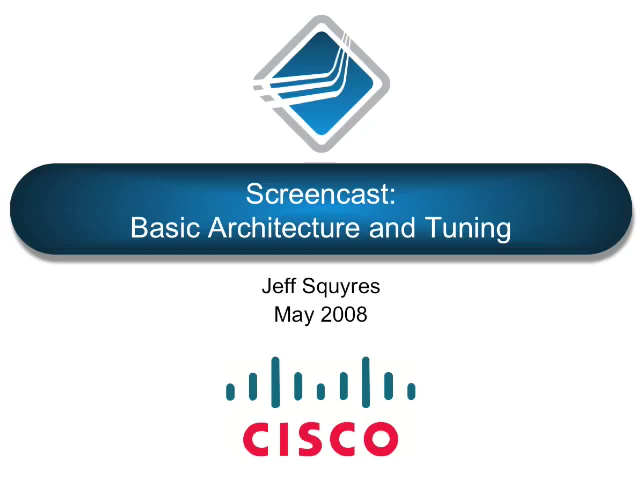 Screencast:
Basic Architecture and Tuning
Jeff Squyres
May 2008
CISCO